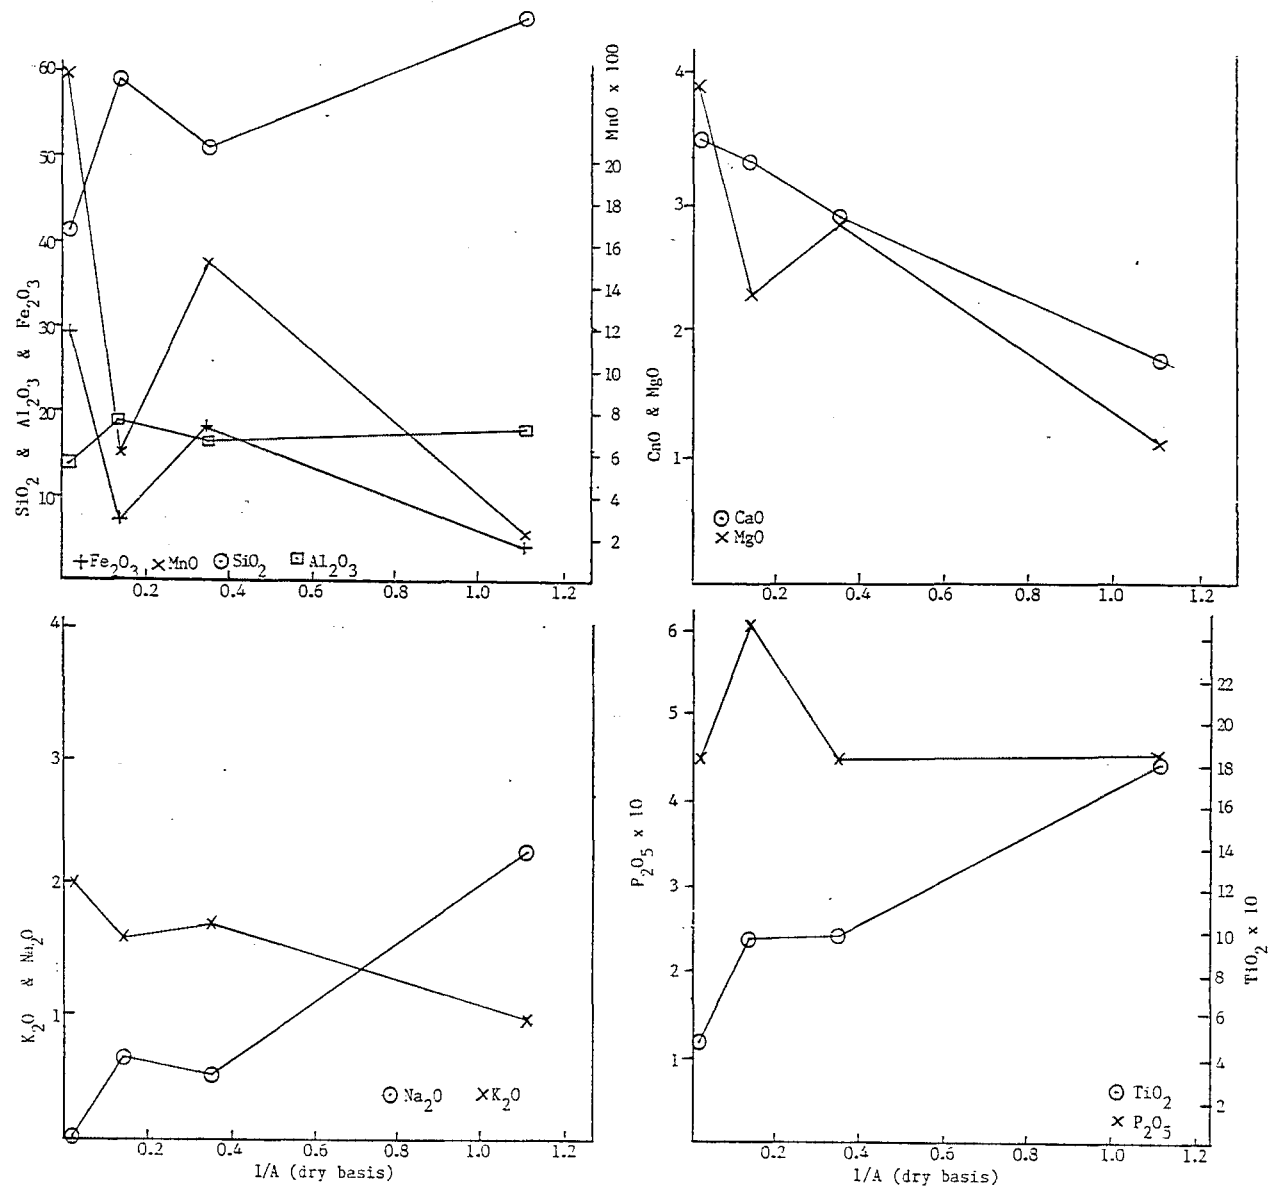 60
50
40
30
20
10
SiO2 & Al2O3 & Fe2O3
MnO x 100
20
18
16
14
12
10
8
6
4
2
Fe2O3 MnO SiO2 Al2O3
0.2 0.4 0.6 0.8 1.0 1.2
4
3
2
1
CaO & MgO
CaO
MgO
0.2 0.4 0.6 0.8 1.0 1.2
4
3
2
1
K2O & Na2O
Na2O K2O
0.2 0.4 0.6 0.8 1.0 1.2
1/A (dry basis)
6
5
4
3
2
1
P2O5 x 10
22
20
18
16
14
12
10
8
6
4
2
TiO2 x 10
TiO2
P2O5
0.2 0.4 0.6 0.8 1.0 1.2
1/A (dry basis)